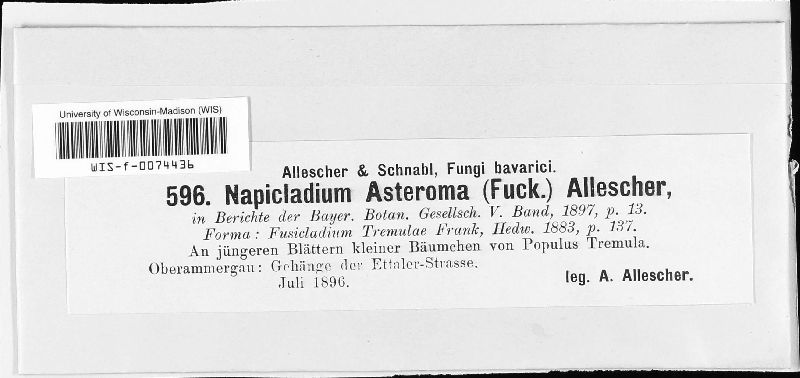 University of Wisconsin-Madison (WIS)
WIS-f-0074436
Allescher & Schnabl, Fungi bavarici.
596. Napicladium Asteroma (Fuck.) Allescher,
in Berichte der Bayer. Botan. Gesellsch. V. Band, 1897, p. 13.
Forma: Fusicladium Tremulae Frank, Hedw. 1883, p. 137.
An jüngeren Blättern kleiner Bäumchen von Populus Tremula.
Oberammergau: Gehänge der Ettaler-Strasse.
Juli 1896. leg. A. Allescher.